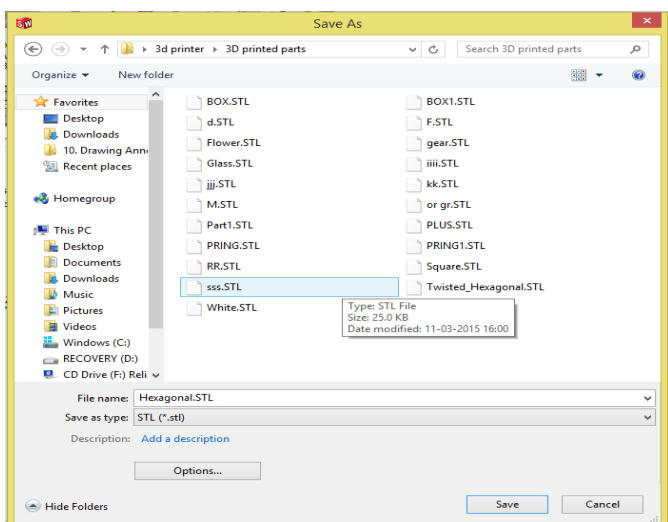 SW
Save As
3d printer
3D printed parts
Search 3D printed parts
Organize
New folder
Favorites
Desktop
Downloads
10. Drawing Ann
Recent places
Homegroup
This PC
Desktop
Documents
Downloads
Music
Pictures
Videos
Windows (C:)
RECOVERY (D:)
CD Drive (F:) Reli
BOX.STL
BOX1.STL
d.STL
F.STL
Flower.STL
gear.STL
Glass.STL
iiii.STL
jjj.STL
kk.STL
M.STL
or gr.STL
Part1.STL
PLUS.STL
PRING.STL
PRING1.STL
RR.STL
Square.STL
sss.STL
Twisted_Hexagonal.STL
White.STL
Type: STL File
Size: 25.0 KB
Date modified: 11-03-2015 16:00
File name: Hexagonal.STL
Save as type: STL (*.stl)
Description: Add a description
Options...
Hide Folders
Save
Cancel